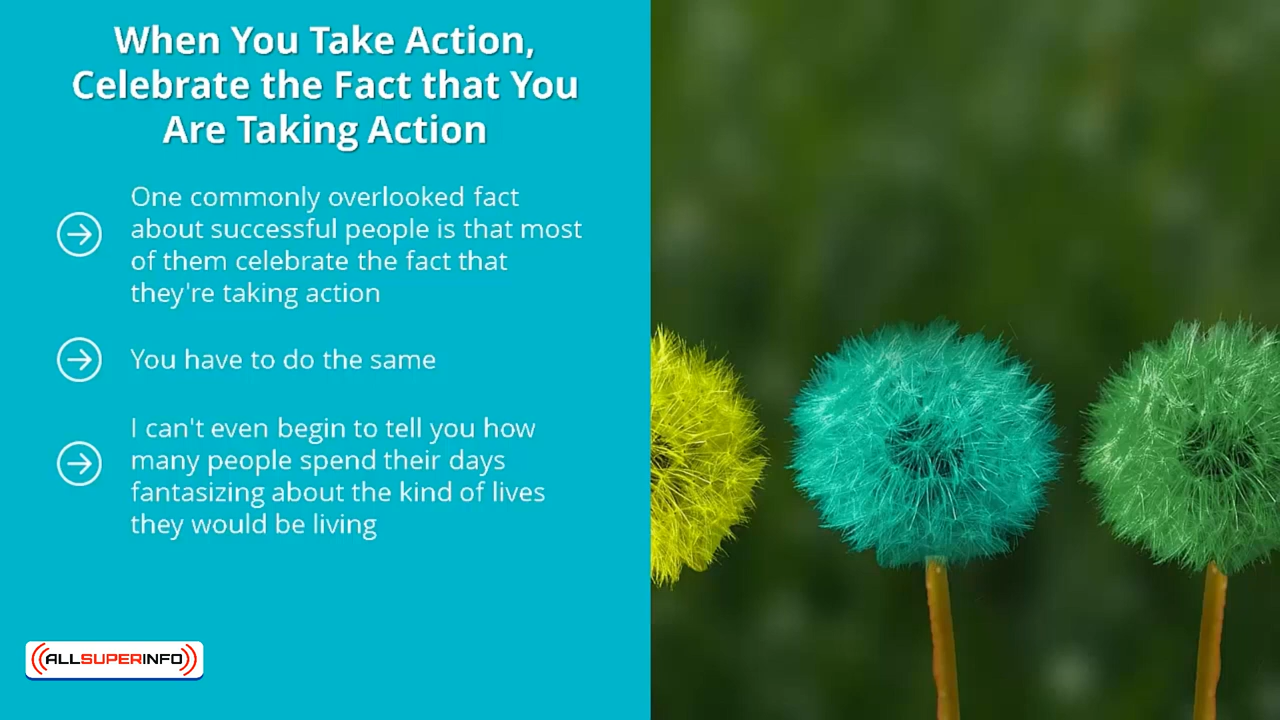 When You Take Action,
Celebrate the Fact that You
Are Taking Action
One commonly overlooked fact
about successful people is that most
of them celebrate the fact that
they're taking action
You have to do the same
I can't even begin to tell you how
many people spend their days
fantasizing about the kind of lives
they would be living
ALLSUPERINFO